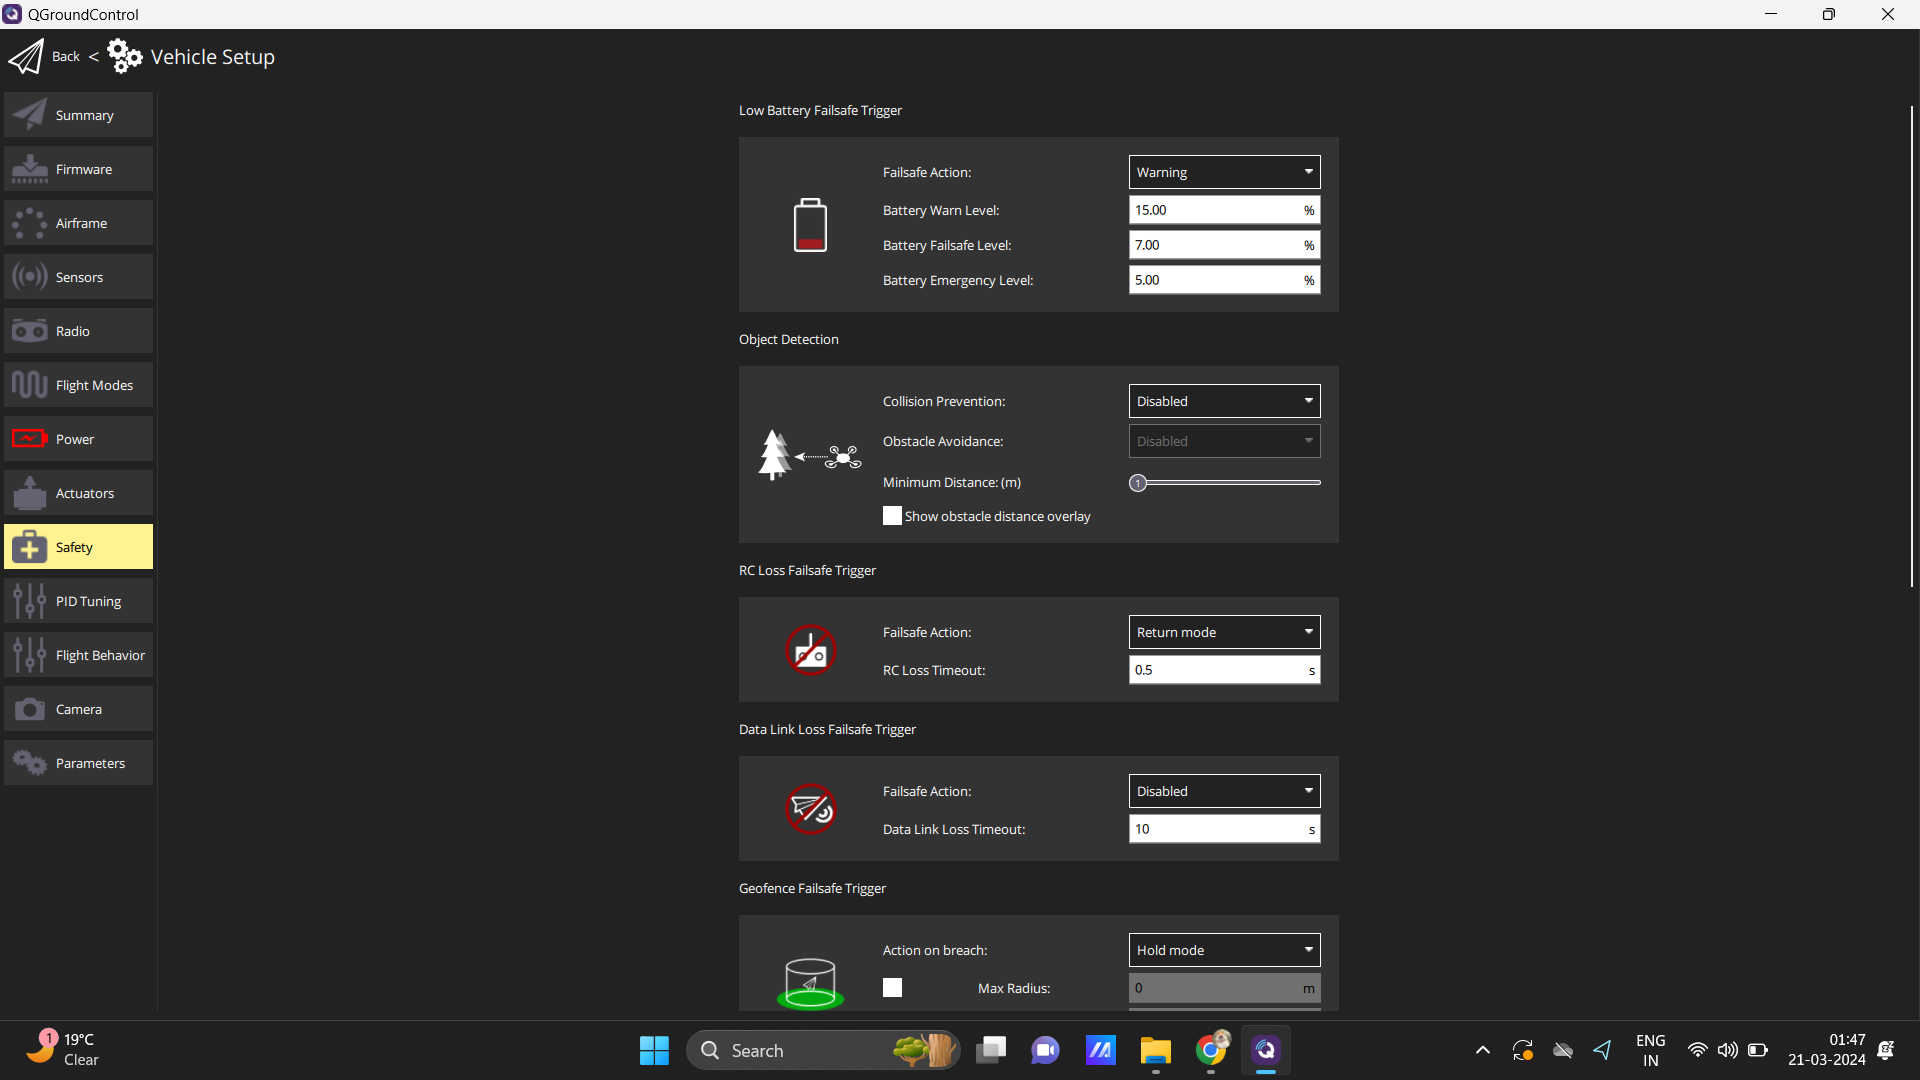 QGroundControl
Back < Vehicle Setup
Summary
Firmware
Airframe
Sensors
Radio
Flight Modes
Power
Actuators
Safety
PID Tuning
Flight Behavior
Camera
Parameters
Low Battery Failsafe Trigger
Failsafe Action: Warning
Battery Warn Level: 15.00 %
Battery Failsafe Level: 7.00 %
Battery Emergency Level: 5.00 %
Object Detection
Collision Prevention: Disabled
Obstacle Avoidance: Disabled
Minimum Distance: (m) 1
Show obstacle distance overlay
RC Loss Failsafe Trigger
Failsafe Action: Return mode
RC Loss Timeout: 0.5 s
Data Link Loss Failsafe Trigger
Failsafe Action: Disabled
Data Link Loss Timeout: 10 s
Geofence Failsafe Trigger
Action on breach: Hold mode
Max Radius: 0 m
1 19°C
Clear
Search
ENG
IN
01:47
21-03-2024